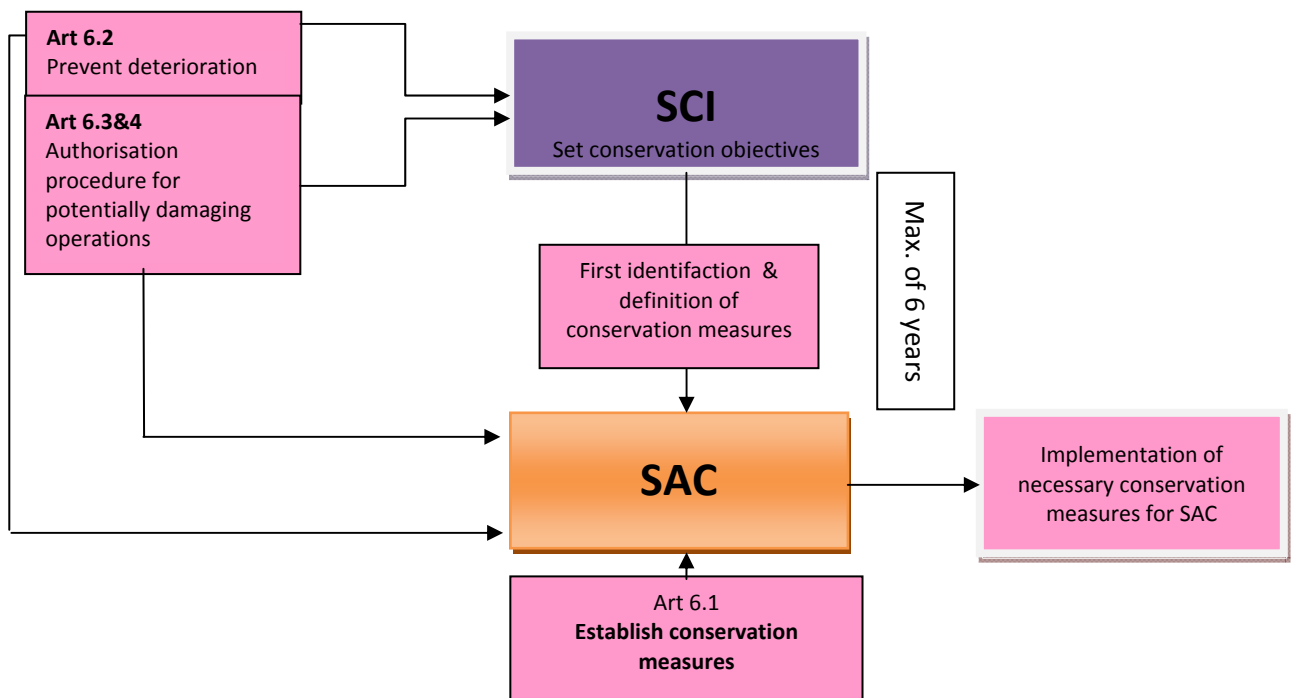 Art 6.2
Prevent deterioration
Art 6.3&4
Authorisation
procedure for
potentially damaging
operations
SCI
Set conservation objectives
First identifaction &
definition of
conservation measures
Max. of 6 years
SAC
Implementation of
necessary conservation
measures for SAC
Art 6.1
Establish conservation
measures